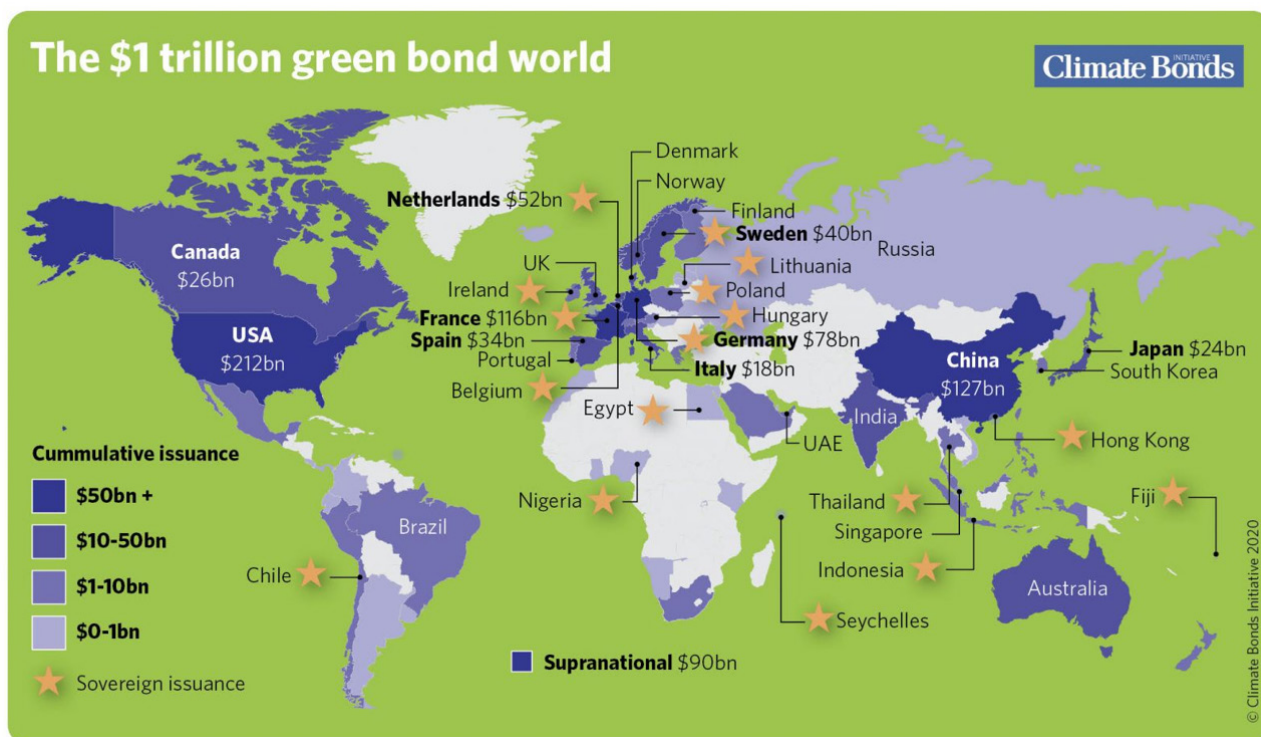 The $1 trillion green bond world
Climate Bonds
INITIATIVE
Denmark
Norway
Netherlands $52bn
Finland
Sweden $40bn
Russia
Canada
$26bn
UK
Lithuania
Ireland
Poland
France $116bn
Hungary
USA
$212bn
Spain $34bn
Germany $78bn
China
$127bn
Japan $24bn
Portugal
Italy $18bn
South Korea
Belgium
Egypt
India
UAE
Hong Kong
Cummulative issuance
$50bn +
$10-50bn
$1-10bn
$0-1bn
Sovereign issuance
Nigeria
Thailand
Fiji
Brazil
Singapore
Chile
Indonesia
Australia
Seychelles
Supranational $90bn
© Climate Bonds Initiative 2020